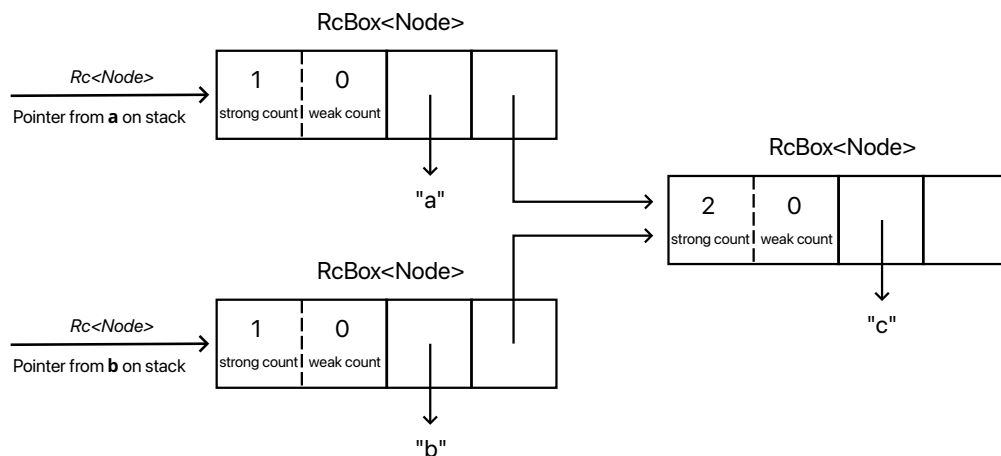 RcBox<Node>
Rc<Node>
Pointer from a on stack
1 0
strong count weak count
"a"
RcBox<Node>
2 0
strong count weak count
"c"
RcBox<Node>
Rc<Node>
Pointer from b on stack
1 0
strong count weak count
"b"